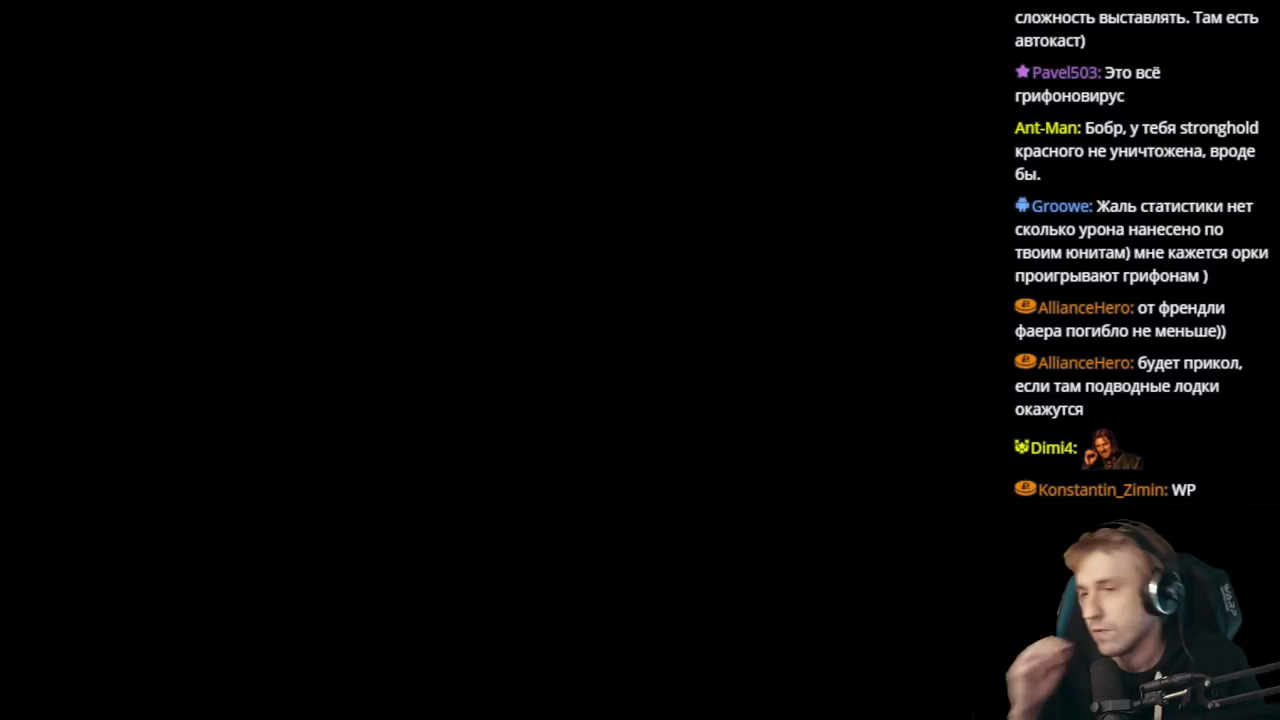 сложность выставлять. Там есть
автокаст)
Pavel503: Это всё
грифоновирус
Ant-Man: Бобр, у тебя stronghold
красного не уничтожена, вроде
бы.
Groowe: Жаль статистики нет
сколько урона нанесено по
твоим юнитам) мне кажется орки
проигрывают грифонам )
AllianceHero: от френдли
фаера погибло не меньше))
AllianceHero: будет прикол,
если там подводные лодки
окажутся
Dimi4:
Konstantin_Zimin: WP